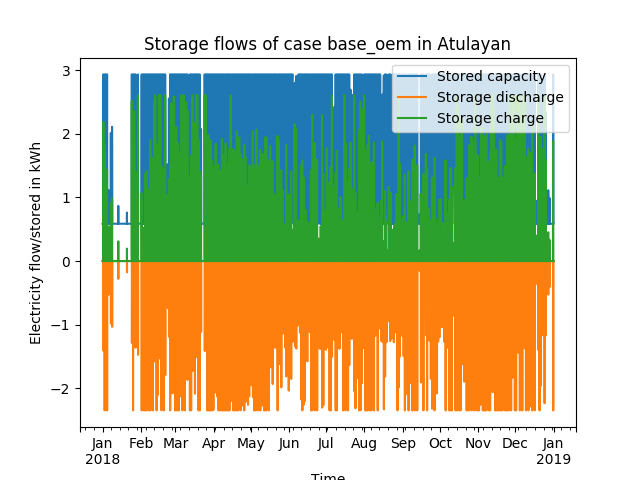 Storage flows of case base_oem in Atulayan
Stored capacity
Storage discharge
Storage charge
Electricity flow/stored in kWh
3
2
1
0
−1
−2
Jan Feb Mar Apr May Jun Jul Aug Sep Oct Nov Dec Jan
2018 2019
Time